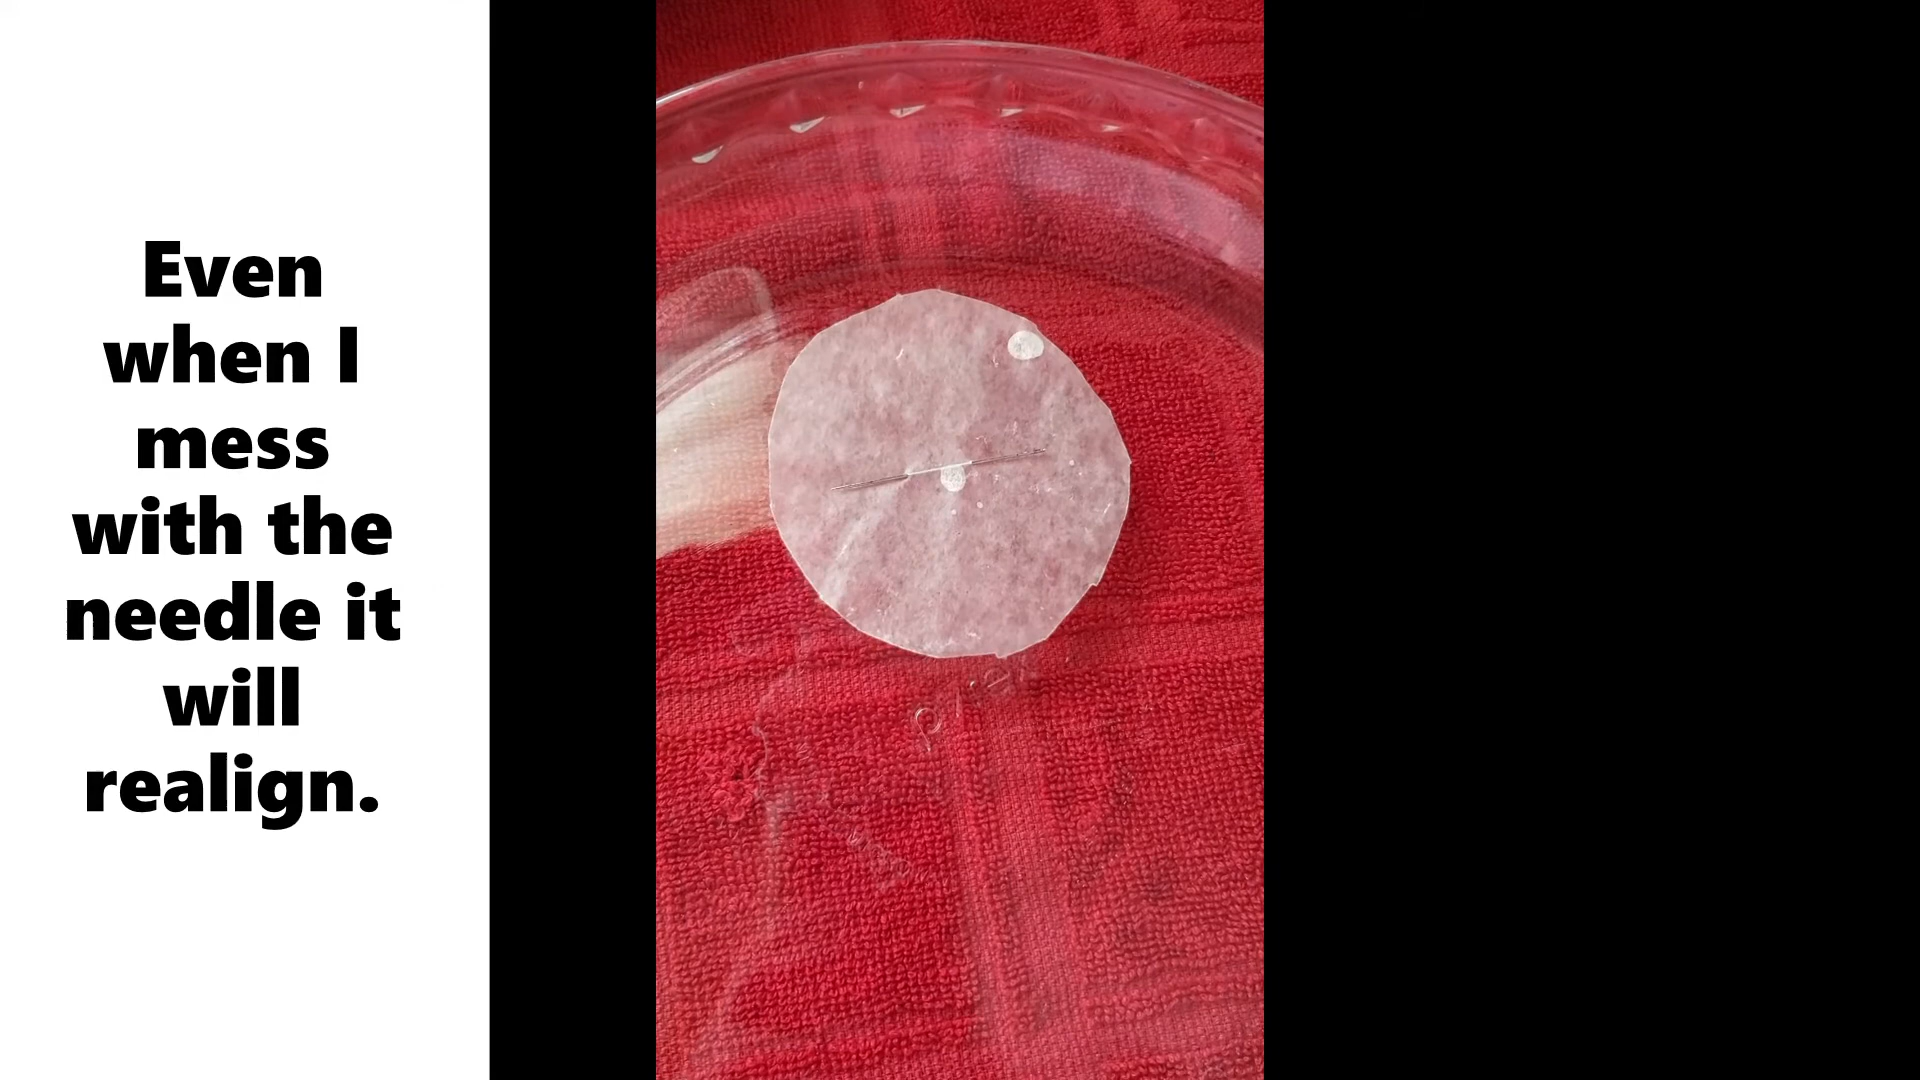 Even
when I
mess
with the
needle it
will
realign.